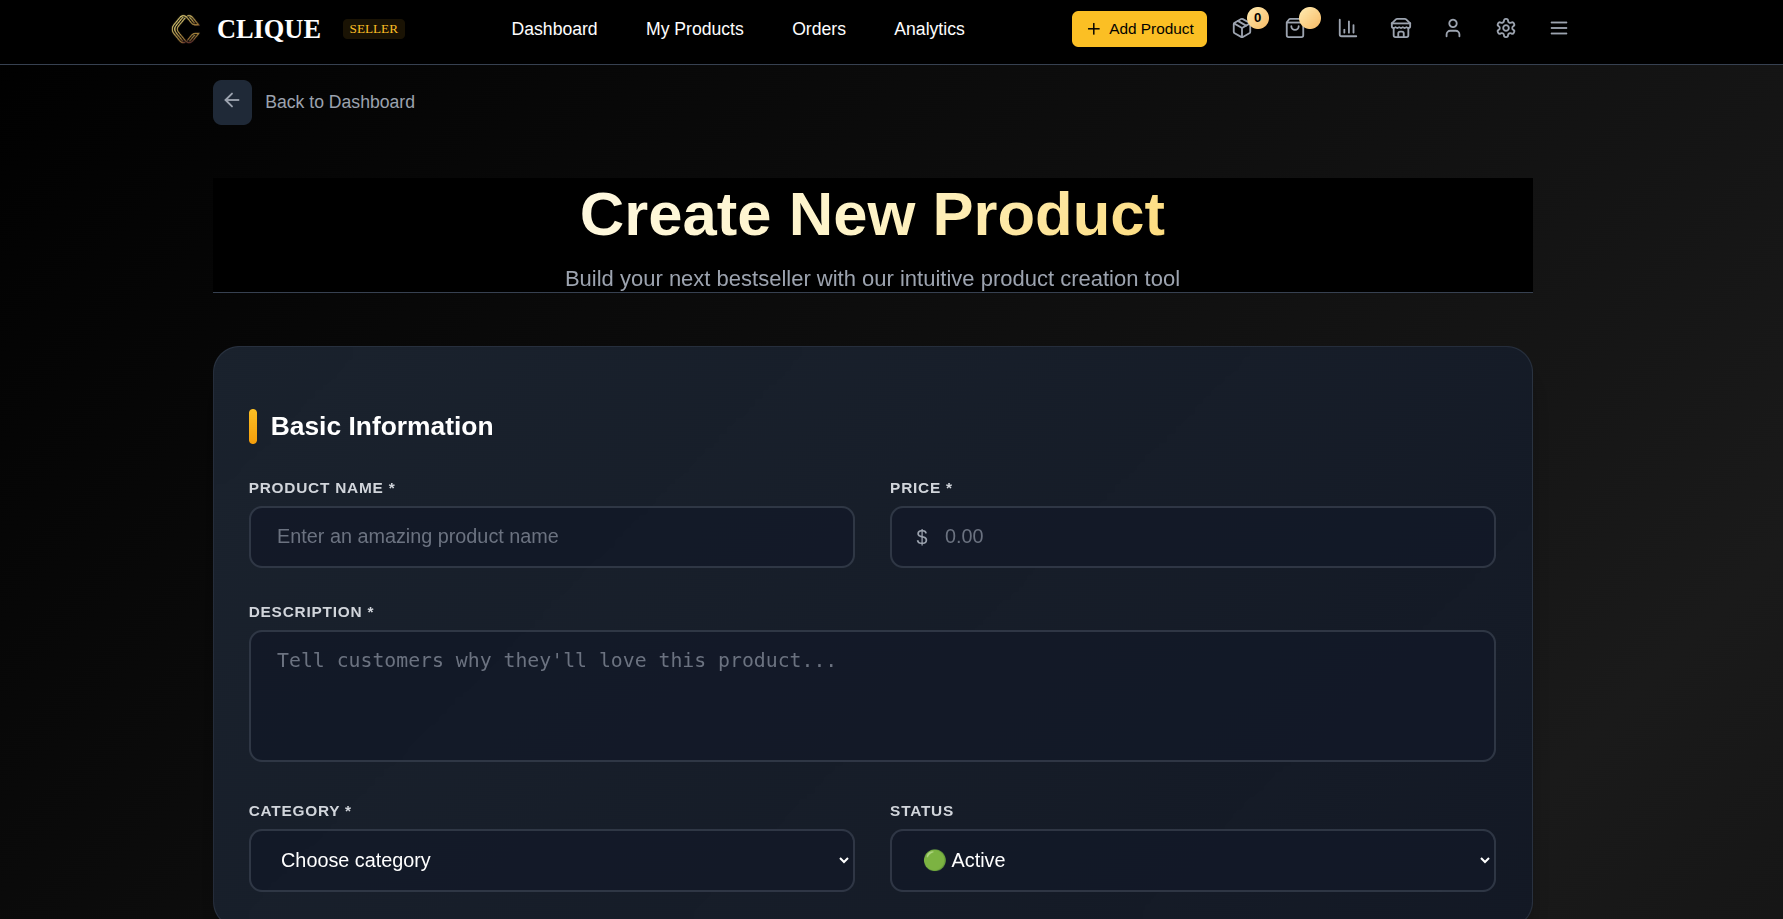 CLIQUE SELLER Dashboard My Products Orders Analytics Add Product 0
Back to Dashboard
Create New Product
Build your next bestseller with our intuitive product creation tool
Basic Information
PRODUCT NAME * PRICE *
Enter an amazing product name $ 0.00
DESCRIPTION *
Tell customers why they'll love this product...
CATEGORY * STATUS
Choose category Active